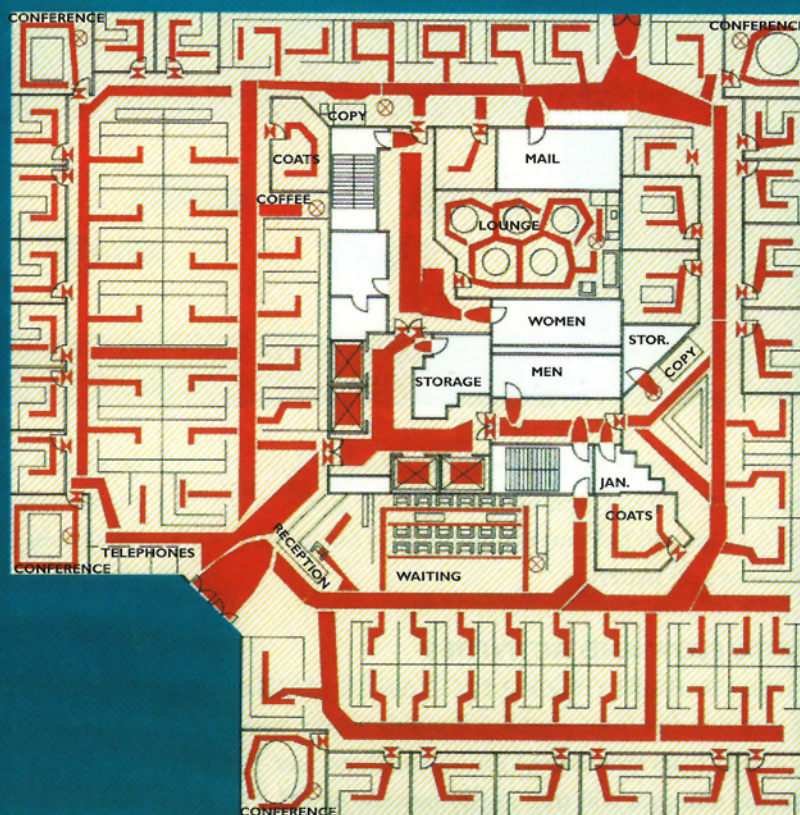 CONFERENCE
CONFERENCE
COPY
COATS
MAIL
COFFEE
LOUNGE
WOMEN
STOR.
COPY
MEN
STORAGE
JAN.
COATS
RECEPTION
TELEPHONES
WAITING
CONFERENCE
CONFERENCE